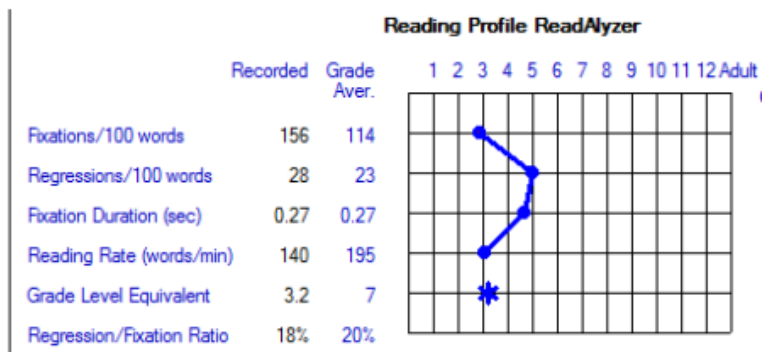 Reading Profile ReadAlyzer
Recorded Grade Aver. 1 2 3 4 5 6 7 8 9 10 11 12 Adult
Fixations/100 words 156 114
Regressions/100 words 28 23
Fixation Duration (sec) 0.27 0.27
Reading Rate (words/min) 140 195
Grade Level Equivalent 3.2 7
Regression/Fixation Ratio 18% 20%